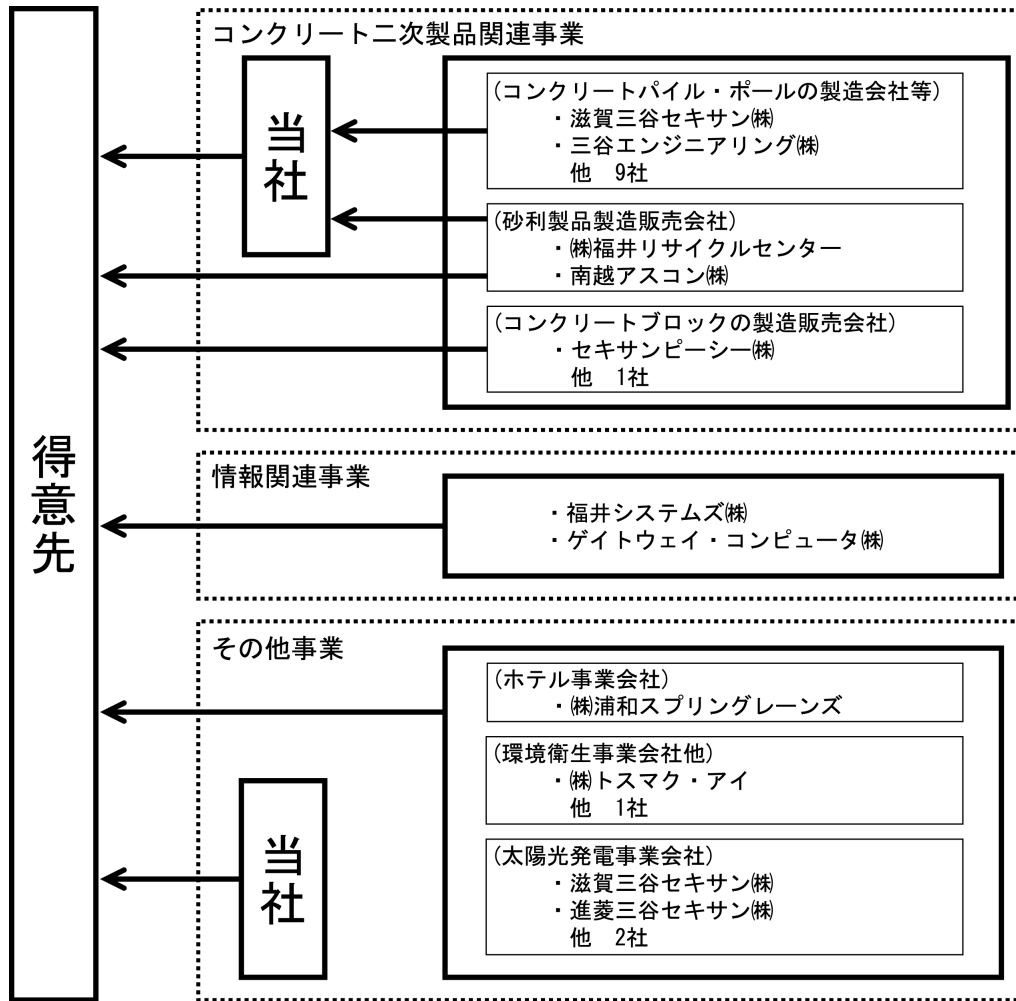 得意先
コンクリート二次製品関連事業
当社
(コンクリートパイル・ポールの製造会社等)
・滋賀三谷セキサン㈱
・三谷エンジニアリング㈱
他　9社
(砂利製品製造販売会社)
・㈱福井リサイクルセンター
・南越アスコン㈱
(コンクリートブロックの製造販売会社)
・セキサンピーシー㈱
他　1社
情報関連事業
・福井システムズ㈱
・ゲイトウェイ・コンピュータ㈱
その他事業
当社
(ホテル事業会社)
・㈱浦和スプリングレーンズ
(環境衛生事業会社他)
・㈱トスマク・アイ
他　1社
(太陽光発電事業会社)
・滋賀三谷セキサン㈱
・進菱三谷セキサン㈱
他　2社